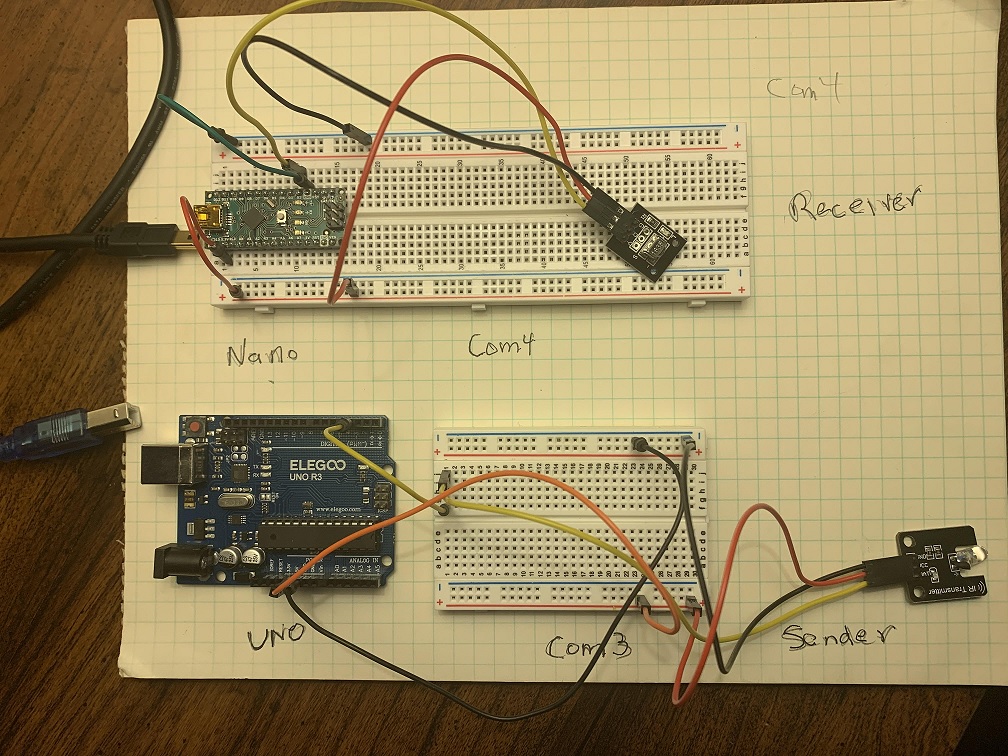 Com4
Receiver
Nano
Com4
ELEGOO
UNO R3
www.elegoo.com
ANALOG IN
UNO
Com3
Sender
IR Transmitter